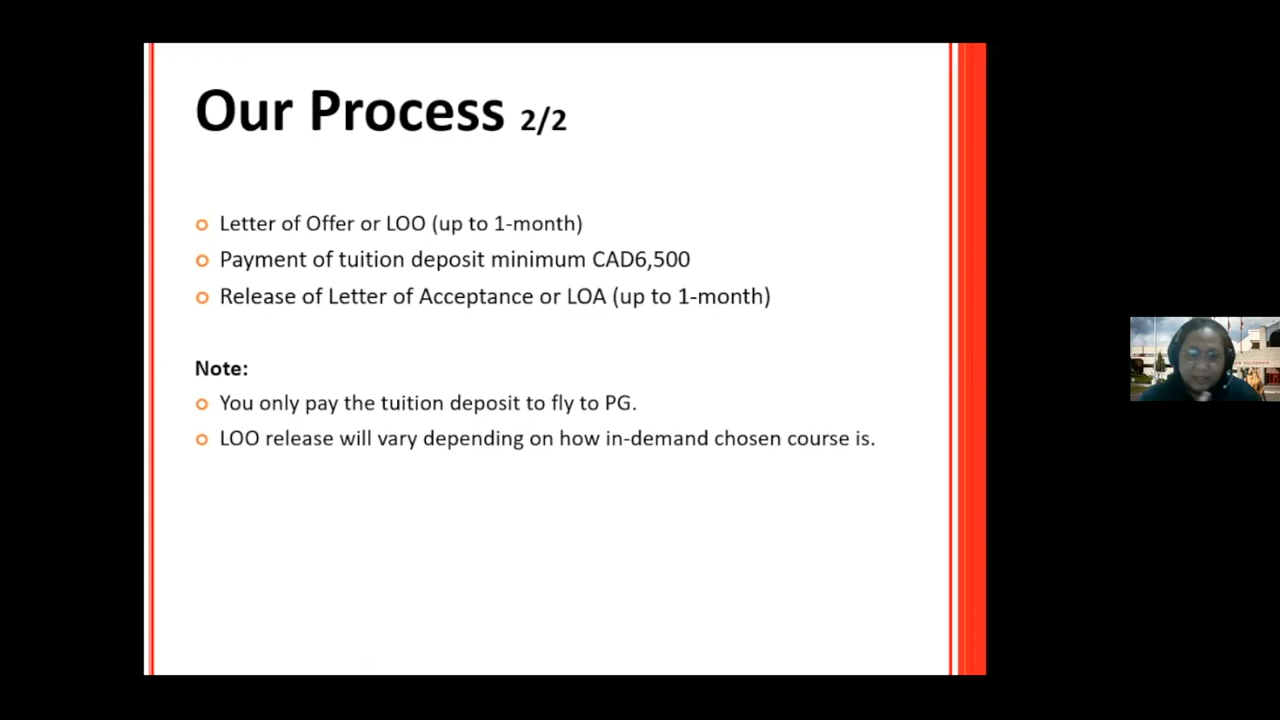 Our Process 2/2
Letter of Offer or LOO (up to 1-month)
Payment of tuition deposit minimum CAD6,500
Release of Letter of Acceptance or LOA (up to 1-month)
Note:
You only pay the tuition deposit to fly to PG.
LOO release will vary depending on how in-demand chosen course is.